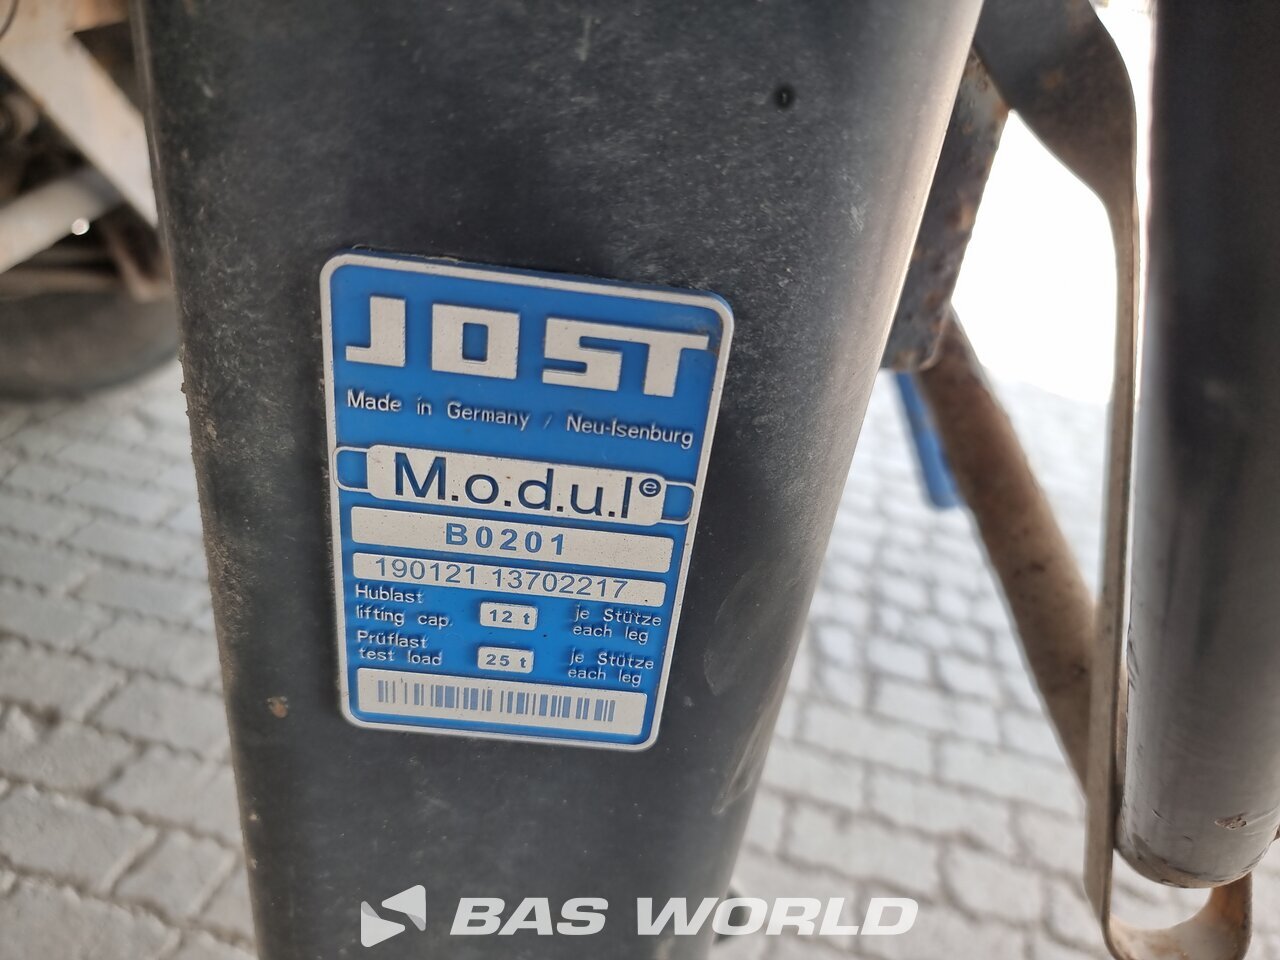 JOST
Made in Germany / Neu-Isenburg
M.o.d.u.l®
B0201
190121 13702217
Hublast
lifting cap. 12 t je Stütze
each leg
Prüflast
test load 25 t je Stütze
each leg
BAS WORLD